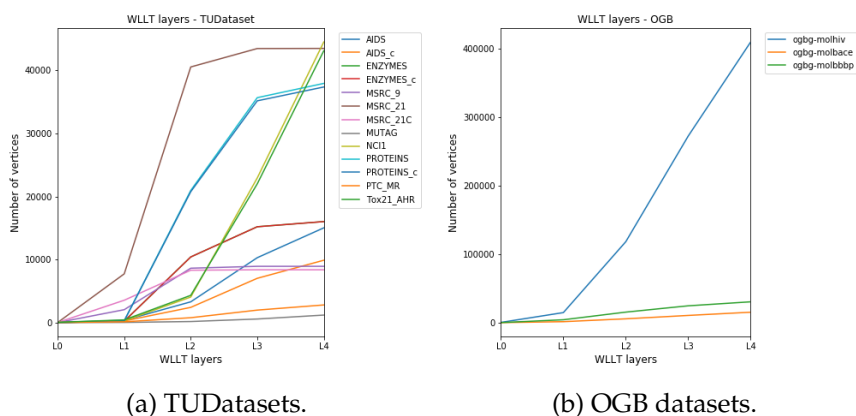 WLLT layers - TUDataset
Number of vertices
40000
30000
20000
10000
0
L0 L1 L2 L3 L4
WLLT layers
AIDS
AIDS_c
ENZYMES
ENZYMES_c
MSRC_9
MSRC_21
MSRC_21C
MUTAG
NCI1
PROTEINS
PROTEINS_c
PTC_MR
Tox21_AHR
(a) TUDatasets.
WLLT layers - OGB
Number of vertices
400000
300000
200000
100000
0
L0 L1 L2 L3 L4
WLLT layers
ogbg-molhiv
ogbg-molbace
ogbg-molbbbp
(b) OGB datasets.